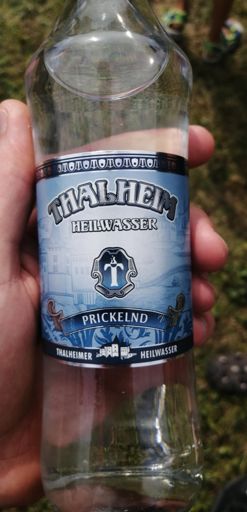 THALHEIM
HEILWASSER
T
PRICKELND
THALHEIMER HEILWASSER